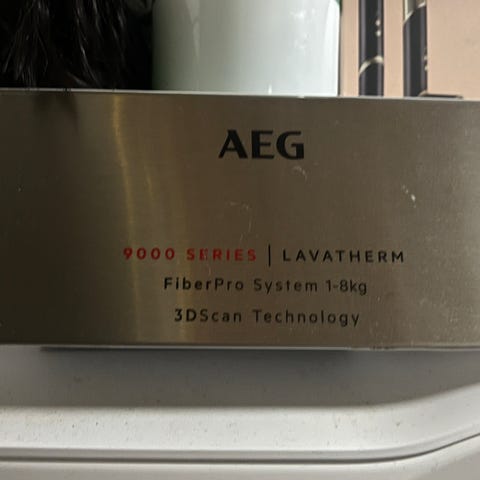 AEG
9000 SERIES | LAVATHERM
FiberPro System 1-8kg
3DScan Technology